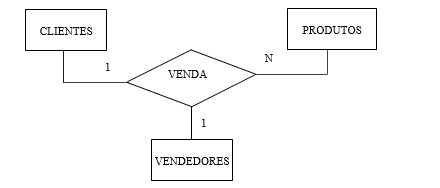 CLIENTES
PRODUTOS
1
N
VENDA
1
VENDEDORES